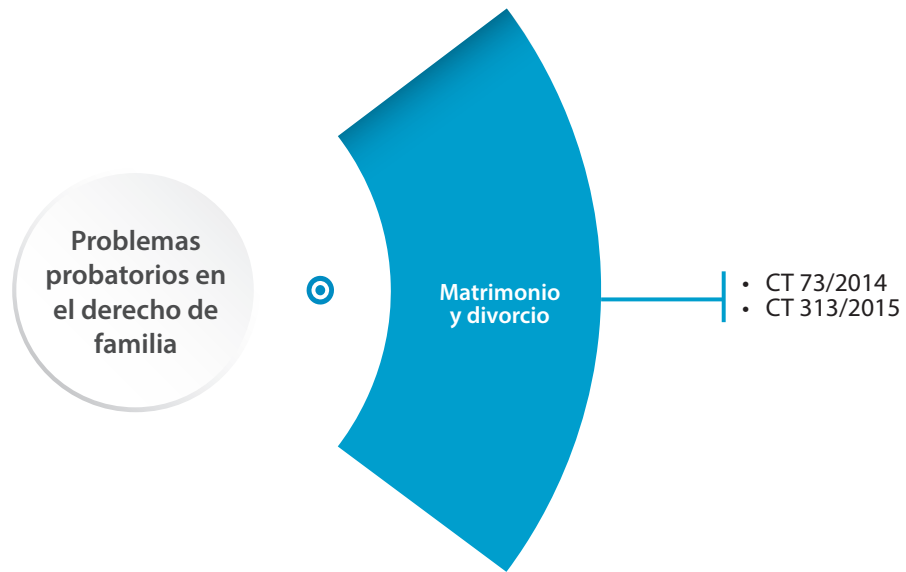 Problemas
probatorios en
el derecho de
familia
Matrimonio
y divorcio
• CT 73/2014
• CT 313/2015